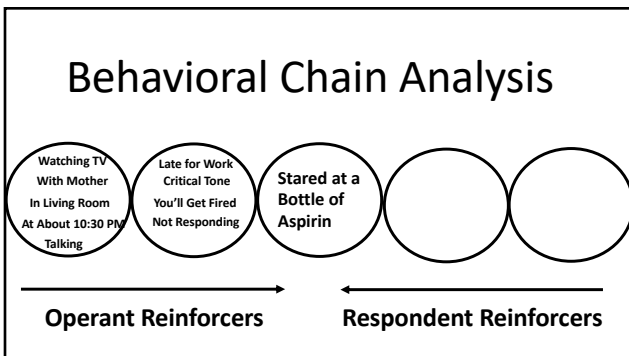 Behavioral Chain Analysis
Watching TV
With Mother
In Living Room
At About 10:30 PM
Talking
Late for Work
Critical Tone
You'll Get Fired
Not Responding
Stared at a
Bottle of
Aspirin
Operant Reinforcers
Respondent Reinforcers